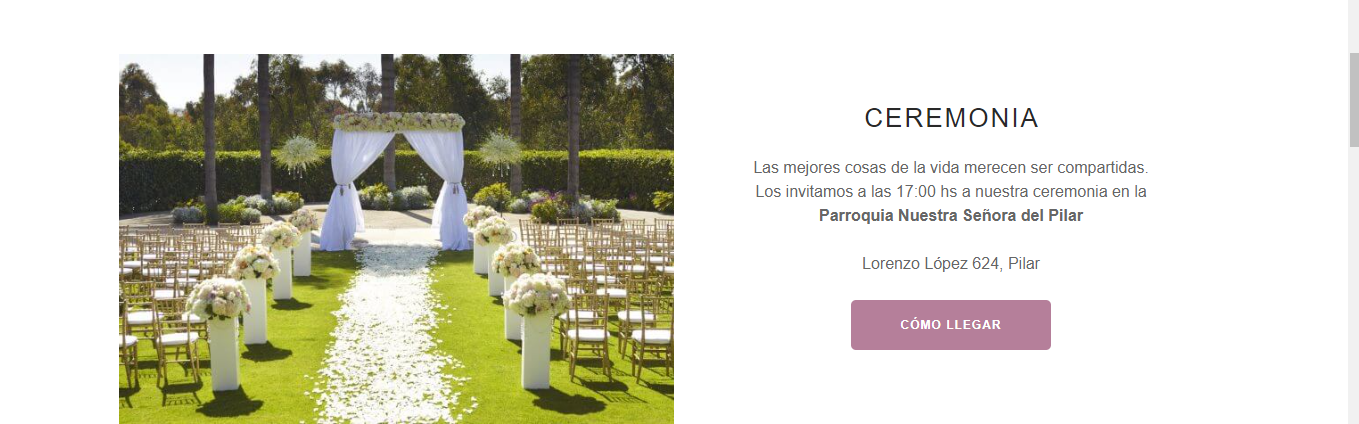 CEREMONIA
Las mejores cosas de la vida merecen ser compartidas.
Los invitamos a las 17:00 hs a nuestra ceremonia en la
Parroquia Nuestra Señora del Pilar
Lorenzo López 624, Pilar
CÓMO LLEGAR